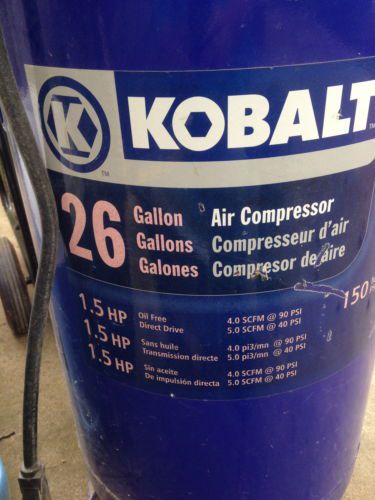 K KOBALT™
TM
26 Gallon Air Compressor
Gallons Compresseur d'air
Galones Compresor de aire
150
1.5 HP Oil Free 4.0 SCFM @ 90 PSI
Direct Drive 5.0 SCFM @ 40 PSI
1.5 HP Sans huile 4.0 pi3/mn @ 90 PSI
Transmission directe 5.0 pi3/mn @ 40 PSI
1.5 HP Sin aceite 4.0 SCFM @ 90 PSI
De impulsión directa 5.0 SCFM @ 40 PSI